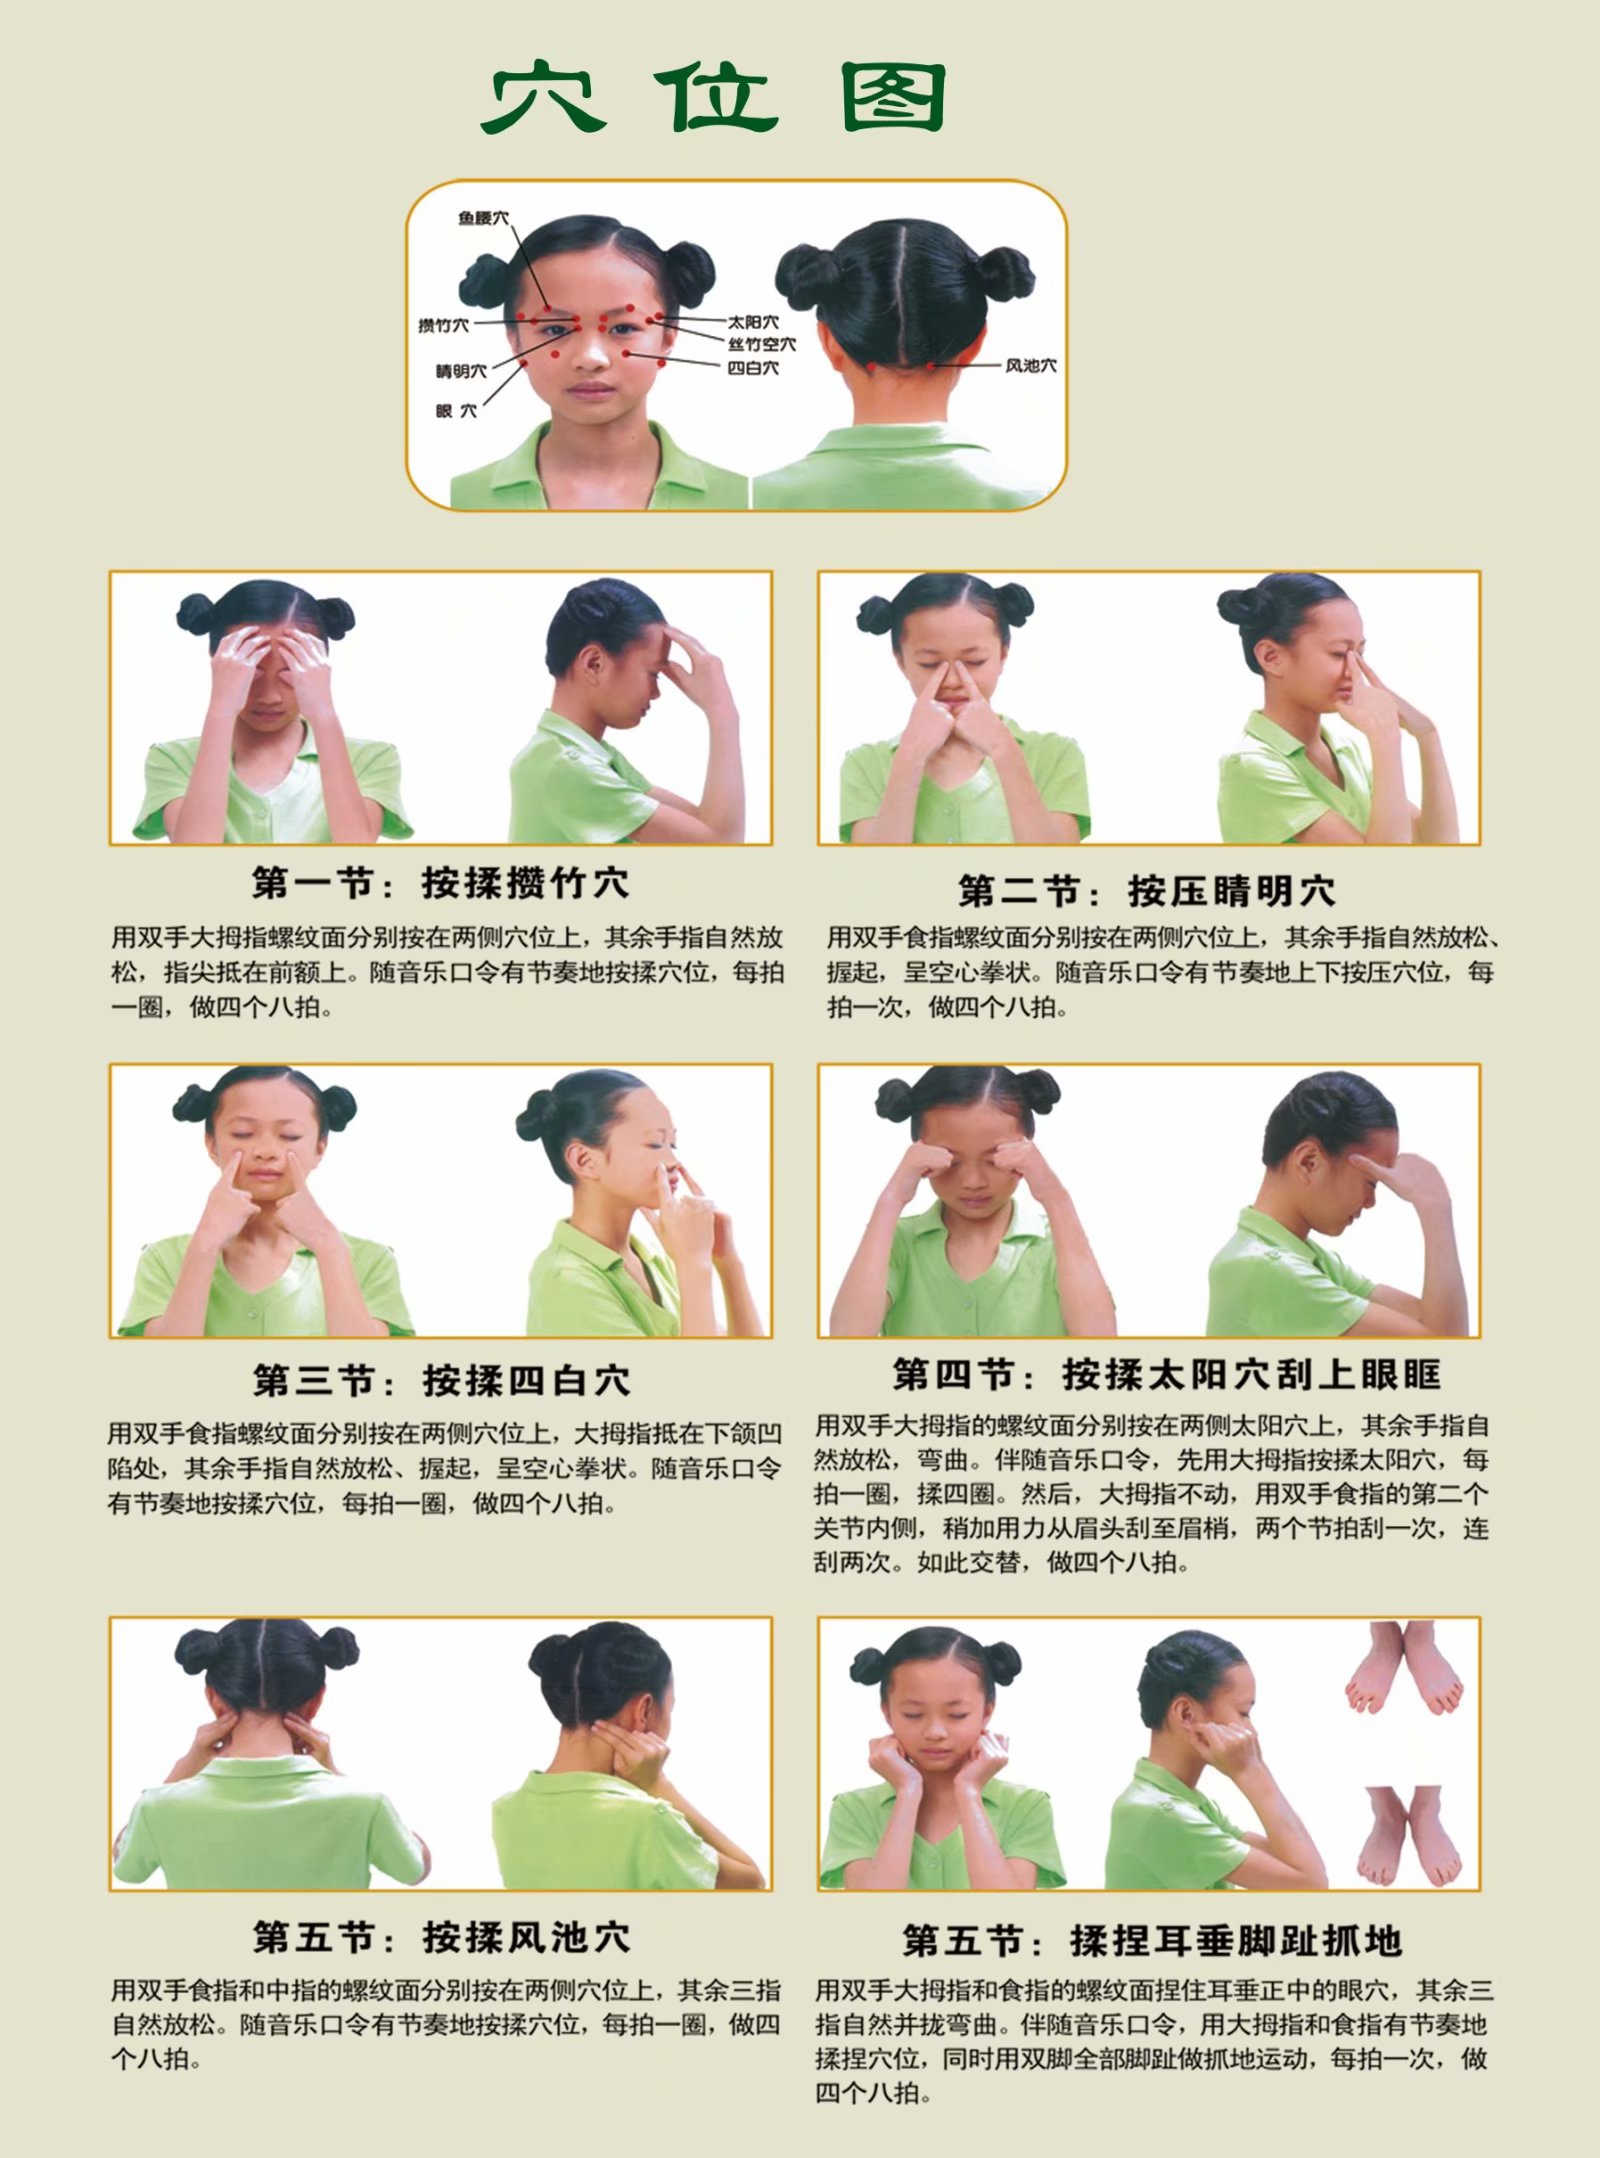 穴位图
鱼腰穴
攒竹穴
睛明穴
眼 穴
太阳穴
丝竹空穴
四白穴
风池穴
第一节：按揉攒竹穴
用双手大拇指螺纹面分别按在两侧穴位上，其余手指自然放
松，指尖抵在前额上。随音乐口令有节奏地按揉穴位，每拍
一圈，做四个八拍。
第二节：按压睛明穴
用双手食指螺纹面分别按在两侧穴位上，其余手指自然放松、
握起，呈空心拳状。随音乐口令有节奏地上下按压穴位，每
拍一次，做四个八拍。
第三节：按揉四白穴
用双手食指螺纹面分别按在两侧穴位上，大拇指抵在下颌凹
陷处，其余手指自然放松、握起，呈空心拳状。随音乐口令
有节奏地按揉穴位，每拍一圈，做四个八拍。
第四节：按揉太阳穴刮上眼眶
用双手大拇指的螺纹面分别按在两侧太阳穴上，其余手指自
然放松，弯曲。伴随音乐口令，先用大拇指按揉太阳穴，每
拍一圈，揉四圈。然后，大拇指不动，用双手食指的第二个
关节内侧，稍加用力从眉头刮至眉梢，两个节拍刮一次，连
刮两次。如此交替，做四个八拍。
第五节：按揉风池穴
用双手食指和中指的螺纹面分别按在两侧穴位上，其余三指
自然放松。随音乐口令有节奏地按揉穴位，每拍一圈，做四
个八拍。
第五节：揉捏耳垂脚趾抓地
用双手大拇指和食指的螺纹面捏住耳垂正中的眼穴，其余三
指自然并拢弯曲。伴随音乐口令，用大拇指和食指有节奏地
揉捏穴位，同时用双脚全部脚趾做抓地运动，每拍一次，做
四个八拍。